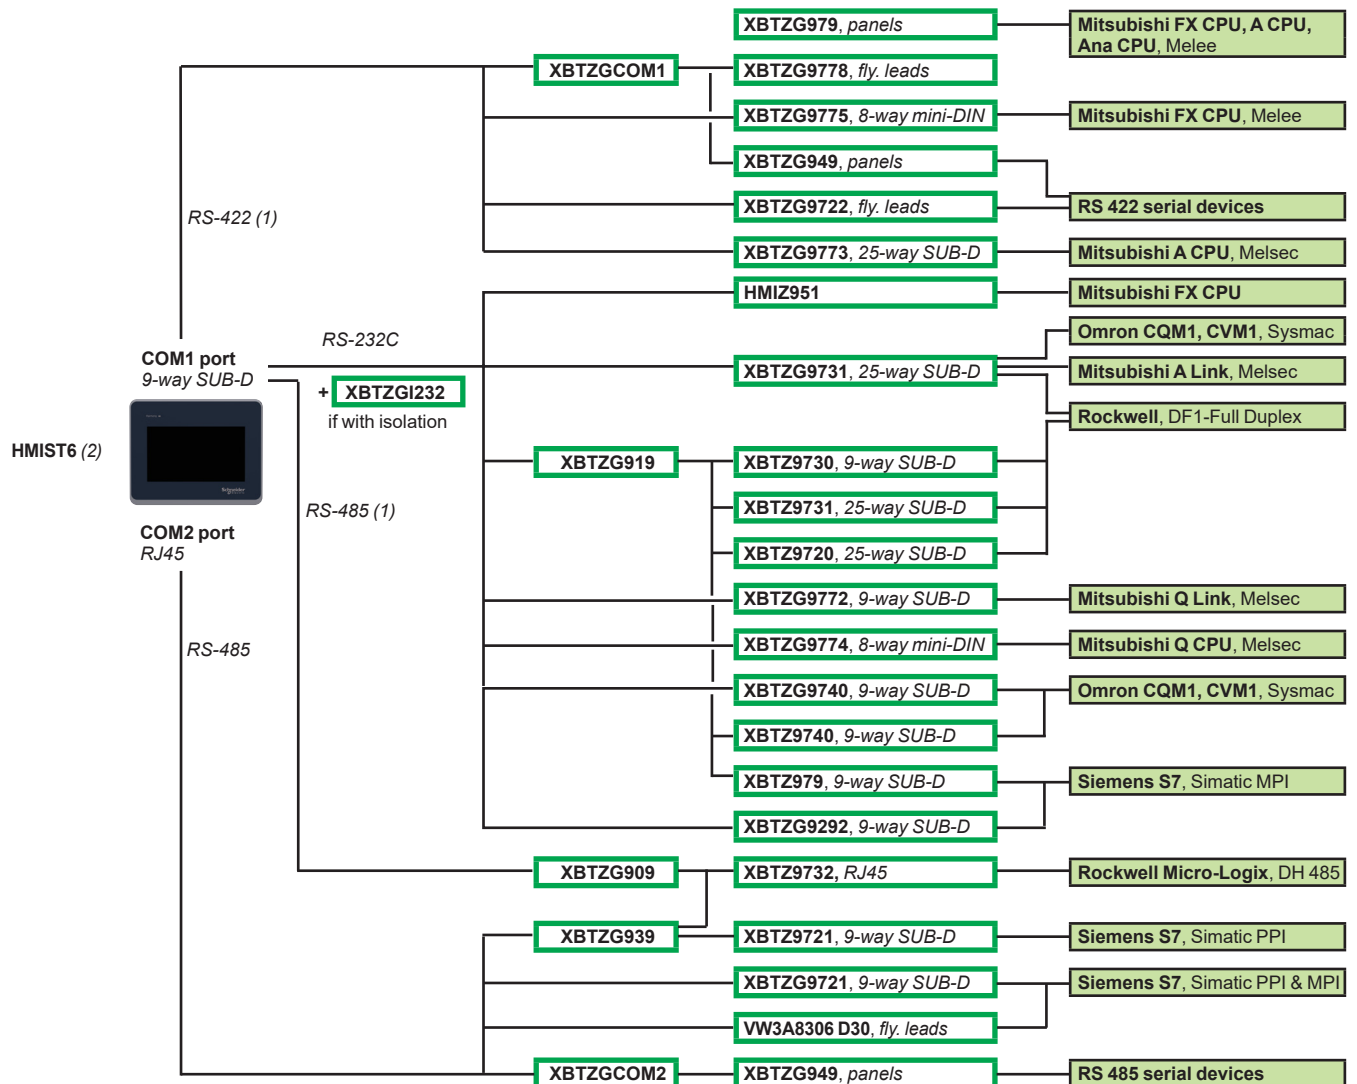 XBTZG979, panels
Mitsubishi FX CPU, A CPU,
Ana CPU, Melee
XBTZGCOM1
XBTZG9778, fly. leads
XBTZG9775, 8-way mini-DIN
Mitsubishi FX CPU, Melee
XBTZG949, panels
RS-422 (1)
XBTZG9722, fly. leads
RS 422 serial devices
XBTZG9773, 25-way SUB-D
Mitsubishi A CPU, Melsec
HMIZ951
Mitsubishi FX CPU
RS-232C
Omron CQM1, CVM1, Sysmac
COM1 port
9-way SUB-D
XBTZG9731, 25-way SUB-D
Mitsubishi A Link, Melsec
+ XBTZGI232
if with isolation
Rockwell, DF1-Full Duplex
HMIST6 (2)
Schneider
XBTZG919
XBTZ9730, 9-way SUB-D
RS-485 (1)
XBTZ9731, 25-way SUB-D
COM2 port
RJ45
XBTZ9720, 25-way SUB-D
XBTZG9772, 9-way SUB-D
Mitsubishi Q Link, Melsec
RS-485
XBTZG9774, 8-way mini-DIN
Mitsubishi Q CPU, Melsec
XBTZG9740, 9-way SUB-D
Omron CQM1, CVM1, Sysmac
XBTZ9740, 9-way SUB-D
XBTZ979, 9-way SUB-D
Siemens S7, Simatic MPI
XBTZG9292, 9-way SUB-D
XBTZG909
XBTZ9732, RJ45
Rockwell Micro-Logix, DH 485
XBTZG939
XBTZ9721, 9-way SUB-D
Siemens S7, Simatic PPI
XBTZG9721, 9-way SUB-D
Siemens S7, Simatic PPI & MPI
VW3A8306 D30, fly. leads
XBTZGCOM2
XBTZG949, panels
RS 485 serial devices